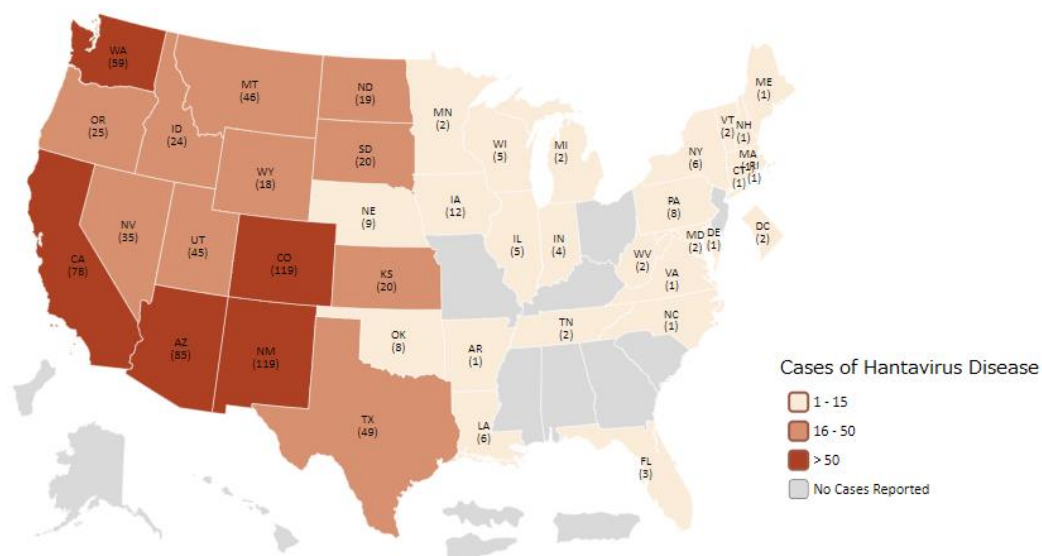 WA
(59)
MT
(46)
ND
(19)
MN
(2)
ME
(1)
OR
(25)
ID
(24)
SD
(20)
WI
(5)
MI
(2)
VT
(2)
NH
(1)
NY
(6)
MA
CT
(1)
(1)
WY
(18)
IA
(12)
NE
(9)
PA
(8)
NV
(35)
UT
(45)
CO
(119)
KS
(20)
IL
(5)
IN
(4)
WV
(2)
MD
(2)
DE
(1)
DC
(2)
VA
(1)
CA
(78)
AZ
(85)
NM
(119)
OK
(8)
AR
(1)
TN
(2)
NC
(1)
TX
(49)
LA
(6)
FL
(3)
Cases of Hantavirus Disease
1 - 15
16 - 50
> 50
No Cases Reported